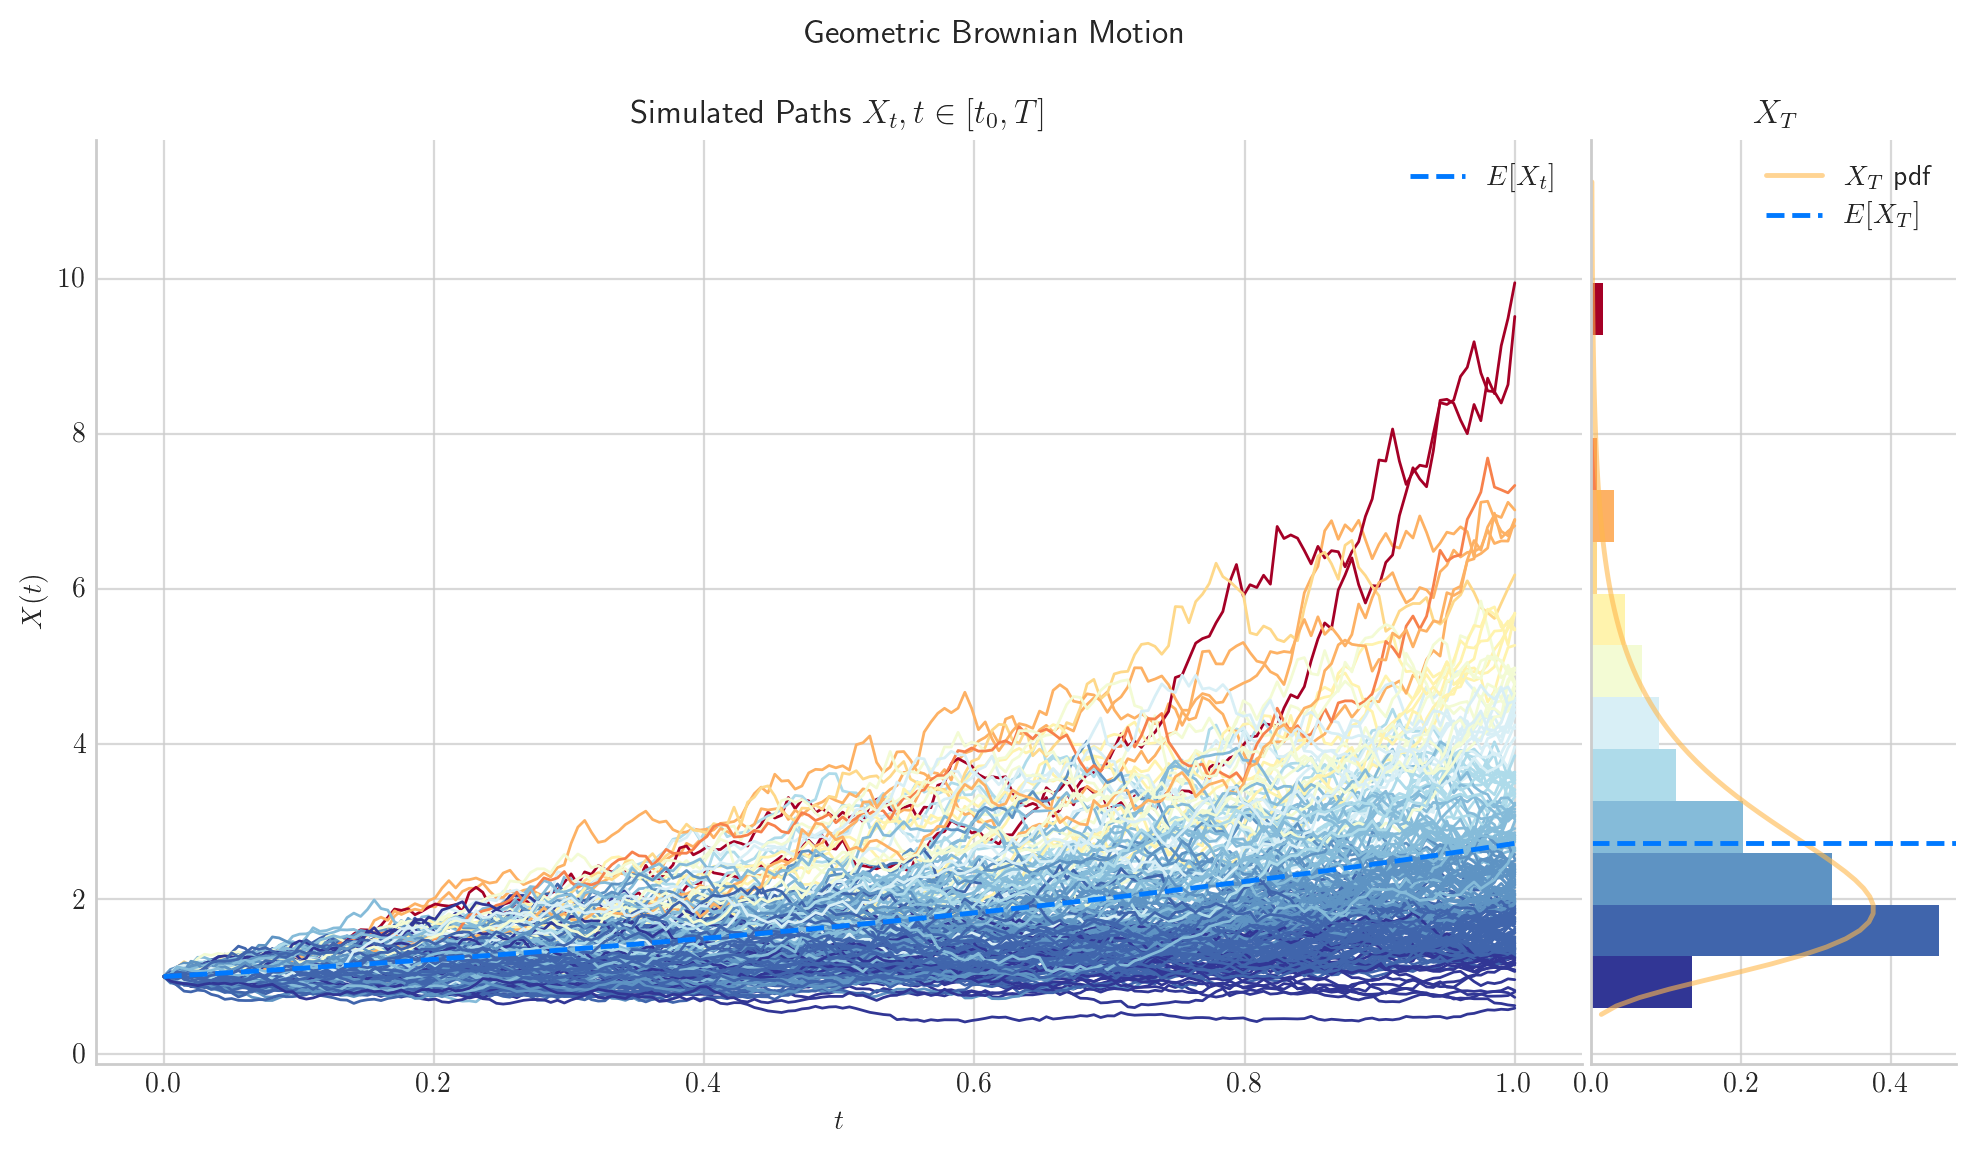 Geometric Brownian Motion
Simulated Paths $X_t, t \in [t_0, T]$
$X_T$
$E[X_t]$
$X_T$ pdf
$E[X_T]$
10
8
6
4
2
0
$X(t)$
0.0 0.2 0.4 0.6 0.8 1.0
0.0 0.2 0.4
$t$